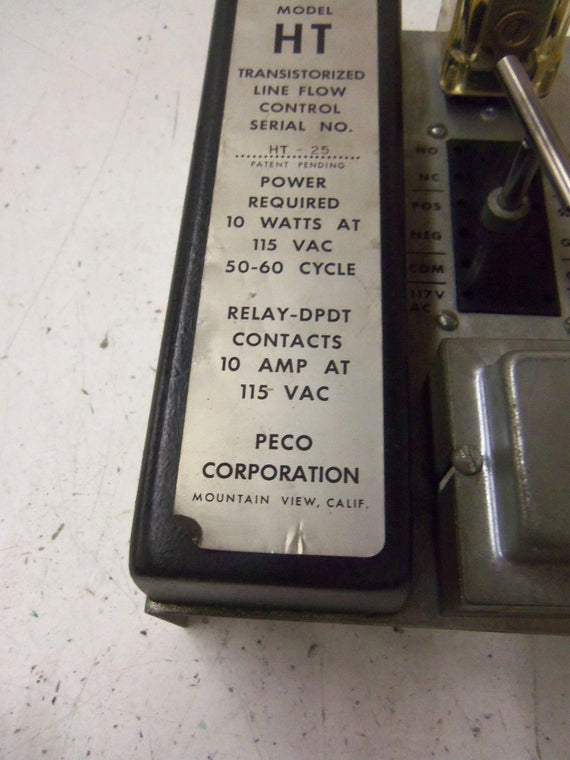 MODEL
HT
TRANSISTORIZED
LINE FLOW
CONTROL
SERIAL NO.
HT - 25
PATENT PENDING
POWER
REQUIRED
10 WATTS AT
115 VAC
50-60 CYCLE
RELAY-DPDT
CONTACTS
10 AMP AT
115 VAC
PECO
CORPORATION
MOUNTAIN VIEW, CALIF.
NO
NC
POS
NEG
COM
117V
AC